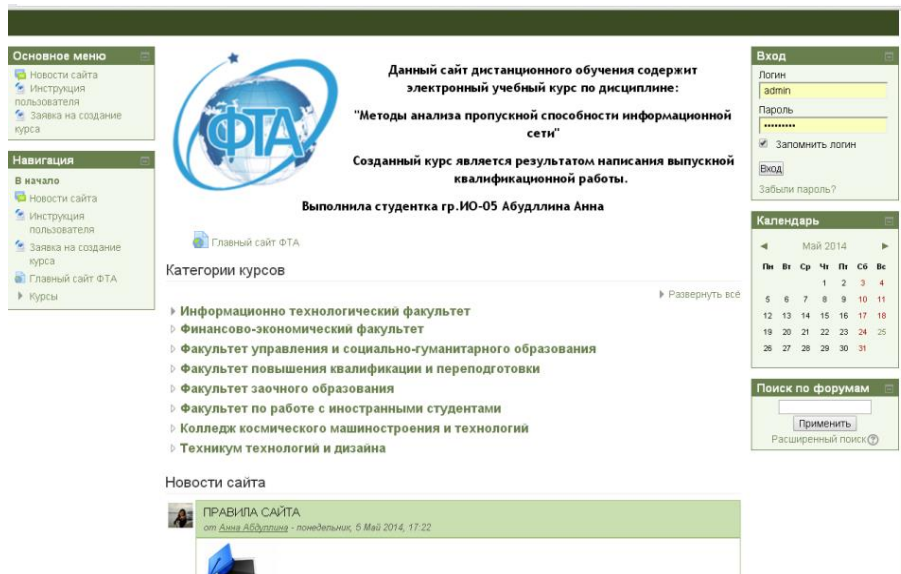 Основное меню
Новости сайта
Инструкция
пользователя
Заявка на создание
курса
Навигация
В начало
Новости сайта
Инструкция
пользователя
Заявка на создание
курса
Главный сайт ФТА
Курсы
ФТА
Данный сайт дистанционного обучения содержит
электронный учебный курс по дисциплине:
"Методы анализа пропускной способности информационной
сети"
Созданный курс является результатом написания выпускной
квалификационной работы.
Выполнила студентка гр.ИО-05 Абудллина Анна
Главный сайт ФТА
Категории курсов
Развернуть всё
Информационно технологический факультет
Финансово-экономический факультет
Факультет управления и социально-гуманитарного образования
Факультет повышения квалификации и переподготовки
Факультет заочного образования
Факультет по работе с иностранными студентами
Колледж космического машиностроения и технологий
Техникум технологий и дизайна
Новости сайта
ПРАВИЛА САЙТА
от Анна Абдуллина - понедельник, 5 Май 2014, 17:22
Вход
Логин
admin
Пароль
•••••••••
Запомнить логин
Вход
Забыли пароль?
Календарь
◄ Май 2014 ►
Пн Вт Ср Чт Пт Сб Вс
1 2 3 4
5 6 7 8 9 10 11
12 13 14 15 16 17 18
19 20 21 22 23 24 25
26 27 28 29 30 31
Поиск по форумам
Применить
Расширенный поиск